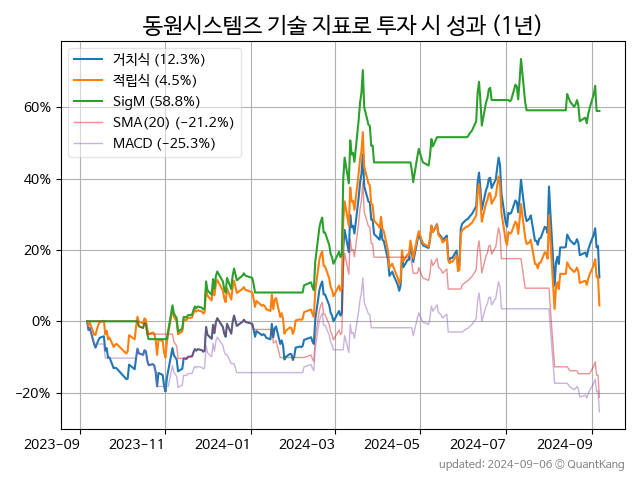 동원시스템즈 기술 지표로 투자 시 성과 (1년)
거치식 (12.3%)
적립식 (4.5%)
SigM (58.8%)
SMA(20) (−21.2%)
MACD (−25.3%)
60%
40%
20%
0%
−20%
2023-09 2023-11 2024-01 2024-03 2024-05 2024-07 2024-09
updated: 2024-09-06 © QuantKang